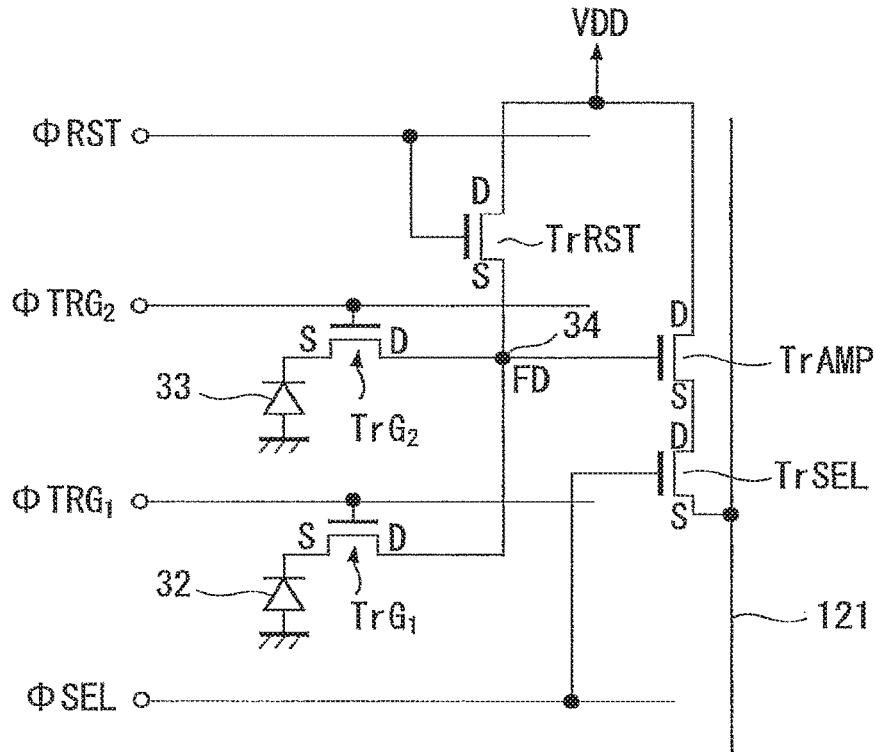 VDD
ΦRST
D
TrRST
S
ΦTRG₂
34
S D
D
FD
TrAMP
33
S
TrG₂
D
TrSEL
ΦTRG₁
S
S D
32
TrG₁
121
ΦSEL